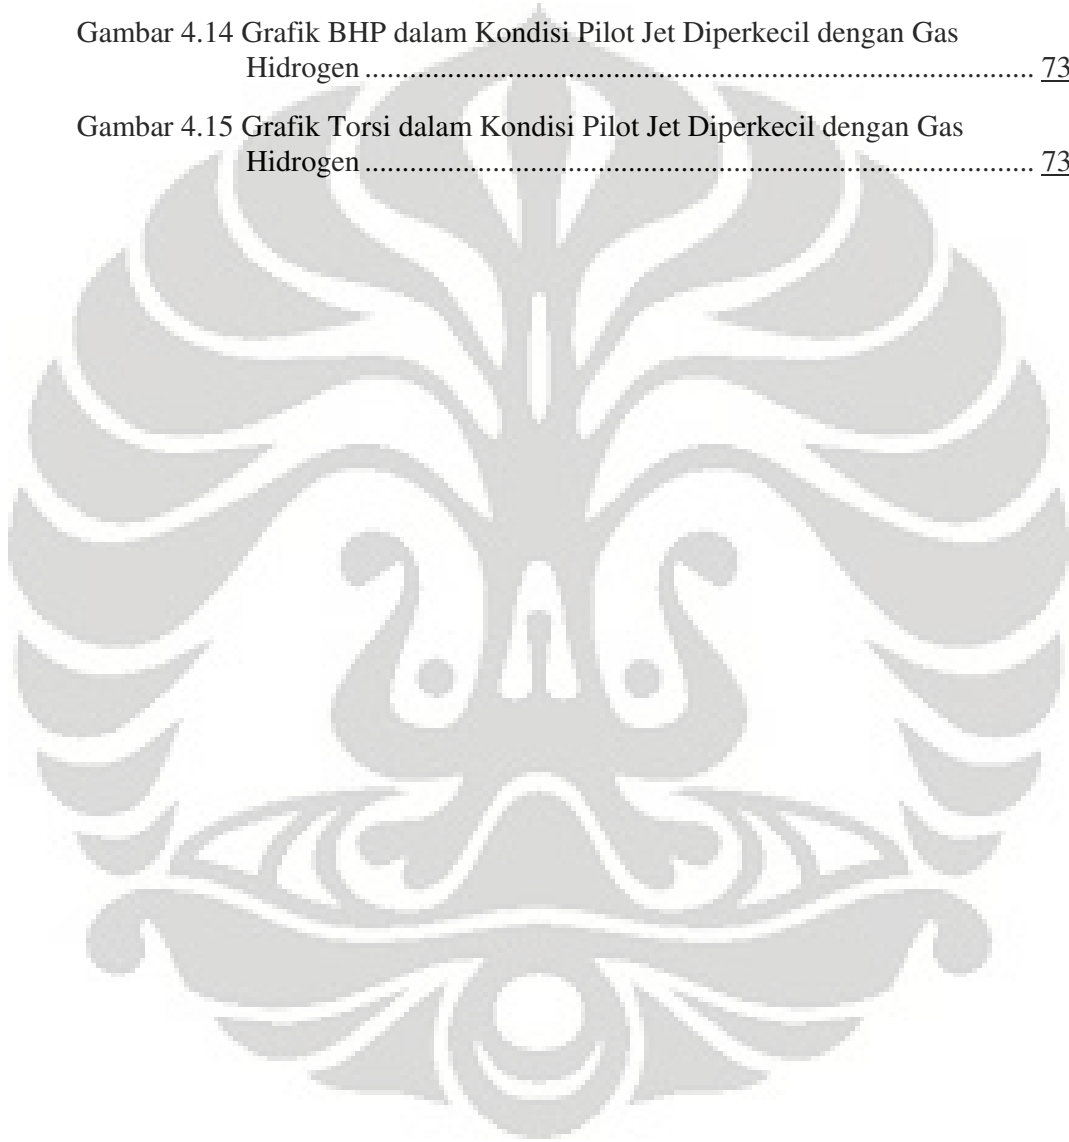 Gambar 4.14 Grafik BHP dalam Kondisi Pilot Jet Diperkecil dengan Gas
Hidrogen .......................................................................................... 73
Gambar 4.15 Grafik Torsi dalam Kondisi Pilot Jet Diperkecil dengan Gas
Hidrogen .......................................................................................... 73